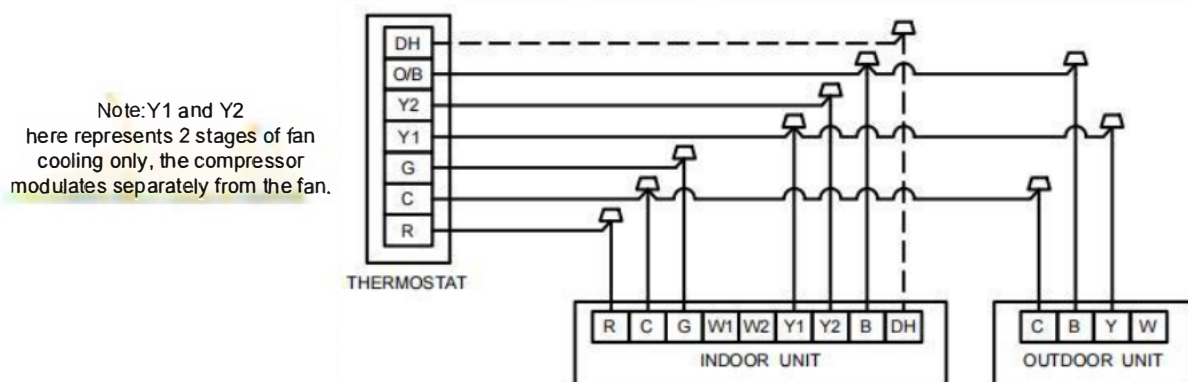 Note:Y1 and Y2
here represents 2 stages of fan
cooling only, the compressor
modulates separately from the fan.
DH
O/B
Y2
Y1
G
C
R
THERMOSTAT
R C G W1 W2 Y1 Y2 B DH
INDOOR UNIT
C B Y W
OUTDOOR UNIT